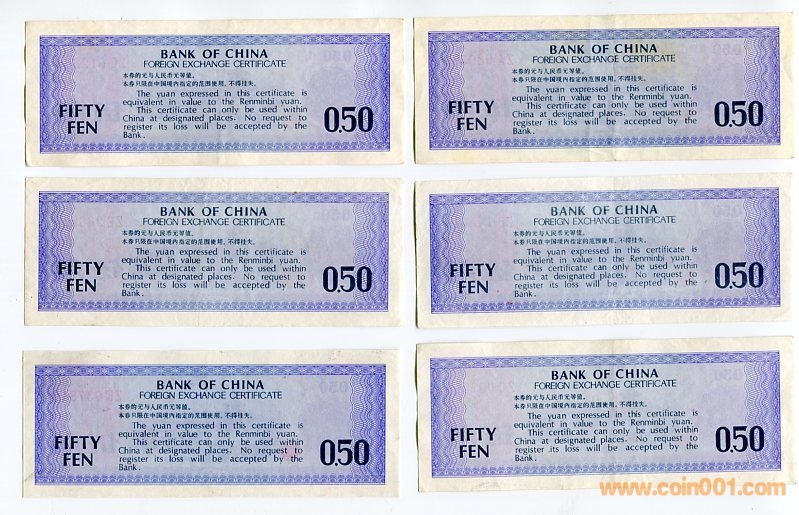 BANK OF CHINA
FOREIGN EXCHANGE CERTIFICATE
本券的元与人民币元等值。
本券只限在中国境内指定的范围使用，不得挂失。
The yuan expressed in this certificate is
equivalent in value to the Renminbi yuan.
This certificate can only be used within
China at designated places. No request to
register its loss will be accepted by the
Bank.
FIFTY
FEN
0.50
BANK OF CHINA
FOREIGN EXCHANGE CERTIFICATE
本券的元与人民币元等值。
本券只限在中国境内指定的范围使用，不得挂失。
The yuan expressed in this certificate is
equivalent in value to the Renminbi yuan.
This certificate can only be used within
China at designated places. No request to
register its loss will be accepted by the
Bank.
FIFTY
FEN
0.50
BANK OF CHINA
FOREIGN EXCHANGE CERTIFICATE
本券的元与人民币元等值。
本券只限在中国境内指定的范围使用，不得挂失。
The yuan expressed in this certificate is
equivalent in value to the Renminbi yuan.
This certificate can only be used within
China at designated places. No request to
register its loss will be accepted by the
Bank.
FIFTY
FEN
0.50
BANK OF CHINA
FOREIGN EXCHANGE CERTIFICATE
本券的元与人民币元等值。
本券只限在中国境内指定的范围使用，不得挂失。
The yuan expressed in this certificate is
equivalent in value to the Renminbi yuan.
This certificate can only be used within
China at designated places. No request to
register its loss will be accepted by the
Bank.
FIFTY
FEN
0.50
BANK OF CHINA
FOREIGN EXCHANGE CERTIFICATE
本券的元与人民币元等值。
本券只限在中国境内指定的范围使用，不得挂失。
The yuan expressed in this certificate is
equivalent in value to the Renminbi yuan.
This certificate can only be used within
China at designated places. No request to
register its loss will be accepted by the
Bank.
FIFTY
FEN
0.50
BANK OF CHINA
FOREIGN EXCHANGE CERTIFICATE
本券的元与人民币元等值。
本券只限在中国境内指定的范围使用，不得挂失。
The yuan expressed in this certificate is
equivalent in value to the Renminbi yuan.
This certificate can only be used within
China at designated places. No request to
register its loss will be accepted by the
Bank.
FIFTY
FEN
0.50
www.coin001.com